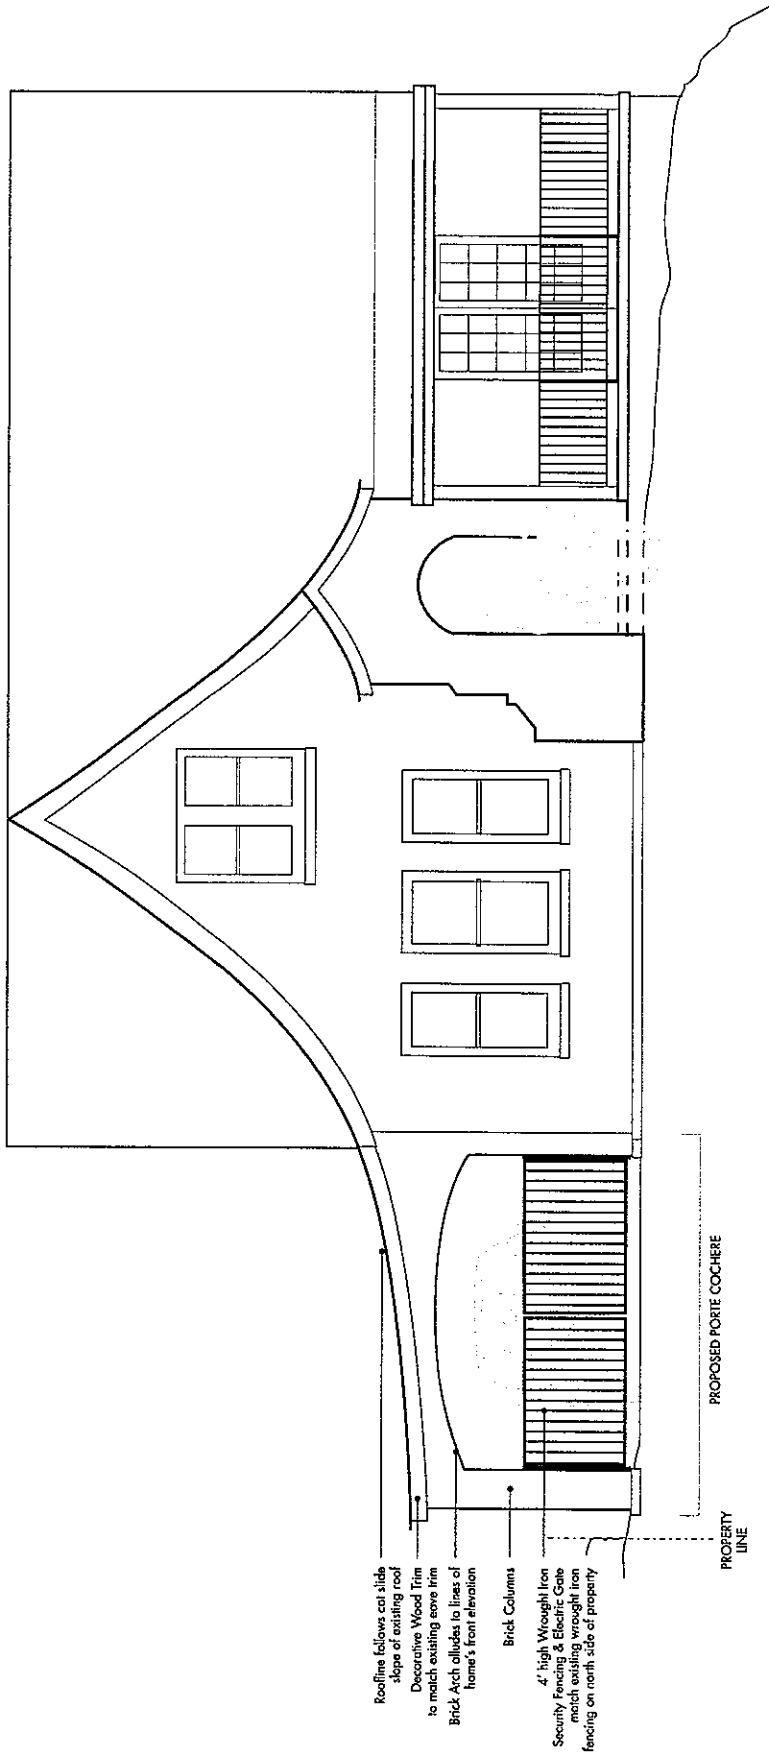 Roofline follows cat slide
slope of existing roof
Decorative Wood Trim
to match existing eave trim
Brick Arch alludes to lines of
home's front elevation
Brick Columns
4' high Wrought Iron
Security Fencing & Electric Gate
match existing wrought iron
fencing on north side of property
PROPERTY
LINE
PROPOSED PORTE COCHERE